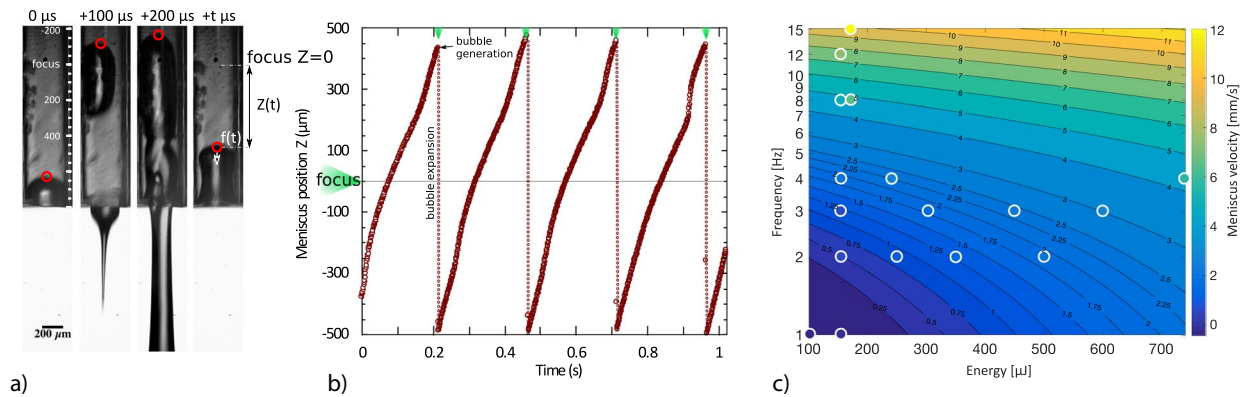 0 µs
+100 µs
+200 µs
+t µs
-200
focus
200
400
focus Z=0
Z(t)
f(t)
200 µm
a)
500
300
100
focus
-100
-300
-500
Meniscus position Z (µm)
bubble
generation
bubble expansion
0
0.2
0.4
0.6
0.8
1
Time (s)
b)
15
12
10
9
8
7
6
5
4
3
2
1
Frequency [Hz]
100
200
300
400
500
600
700
Energy [µJ]
12
10
8
6
4
2
0
Meniscus velocity [mm/s]
c)